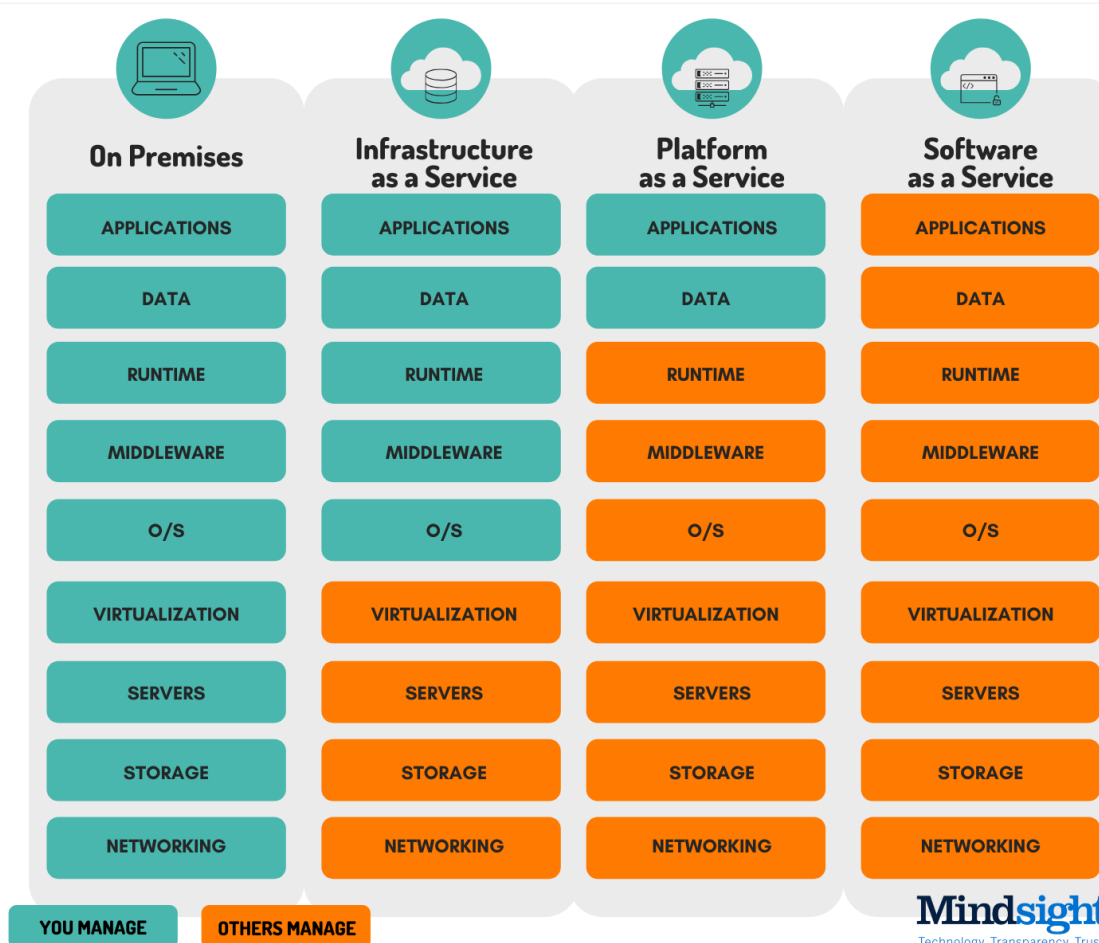 On Premises
Infrastructure
as a Service
Platform
as a Service
Software
as a Service
APPLICATIONS
APPLICATIONS
APPLICATIONS
APPLICATIONS
DATA
DATA
DATA
DATA
RUNTIME
RUNTIME
RUNTIME
RUNTIME
MIDDLEWARE
MIDDLEWARE
MIDDLEWARE
MIDDLEWARE
O/S
O/S
O/S
O/S
VIRTUALIZATION
VIRTUALIZATION
VIRTUALIZATION
VIRTUALIZATION
SERVERS
SERVERS
SERVERS
SERVERS
STORAGE
STORAGE
STORAGE
STORAGE
NETWORKING
NETWORKING
NETWORKING
NETWORKING
YOU MANAGE
OTHERS MANAGE
Mindsight
Technology. Transparency. Trus